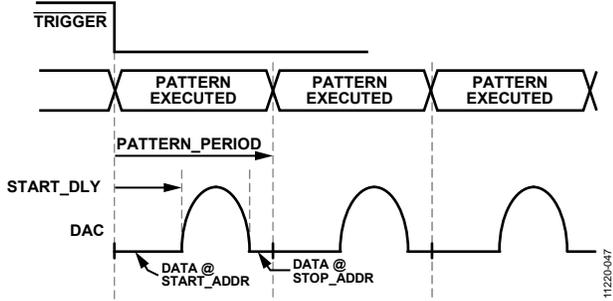 TRIGGER
PATTERN
EXECUTED
PATTERN
EXECUTED
PATTERN
EXECUTED
PATTERN_PERIOD
START_DLY
DAC
DATA @
START_ADDR
DATA @
STOP_ADDR
11220-047